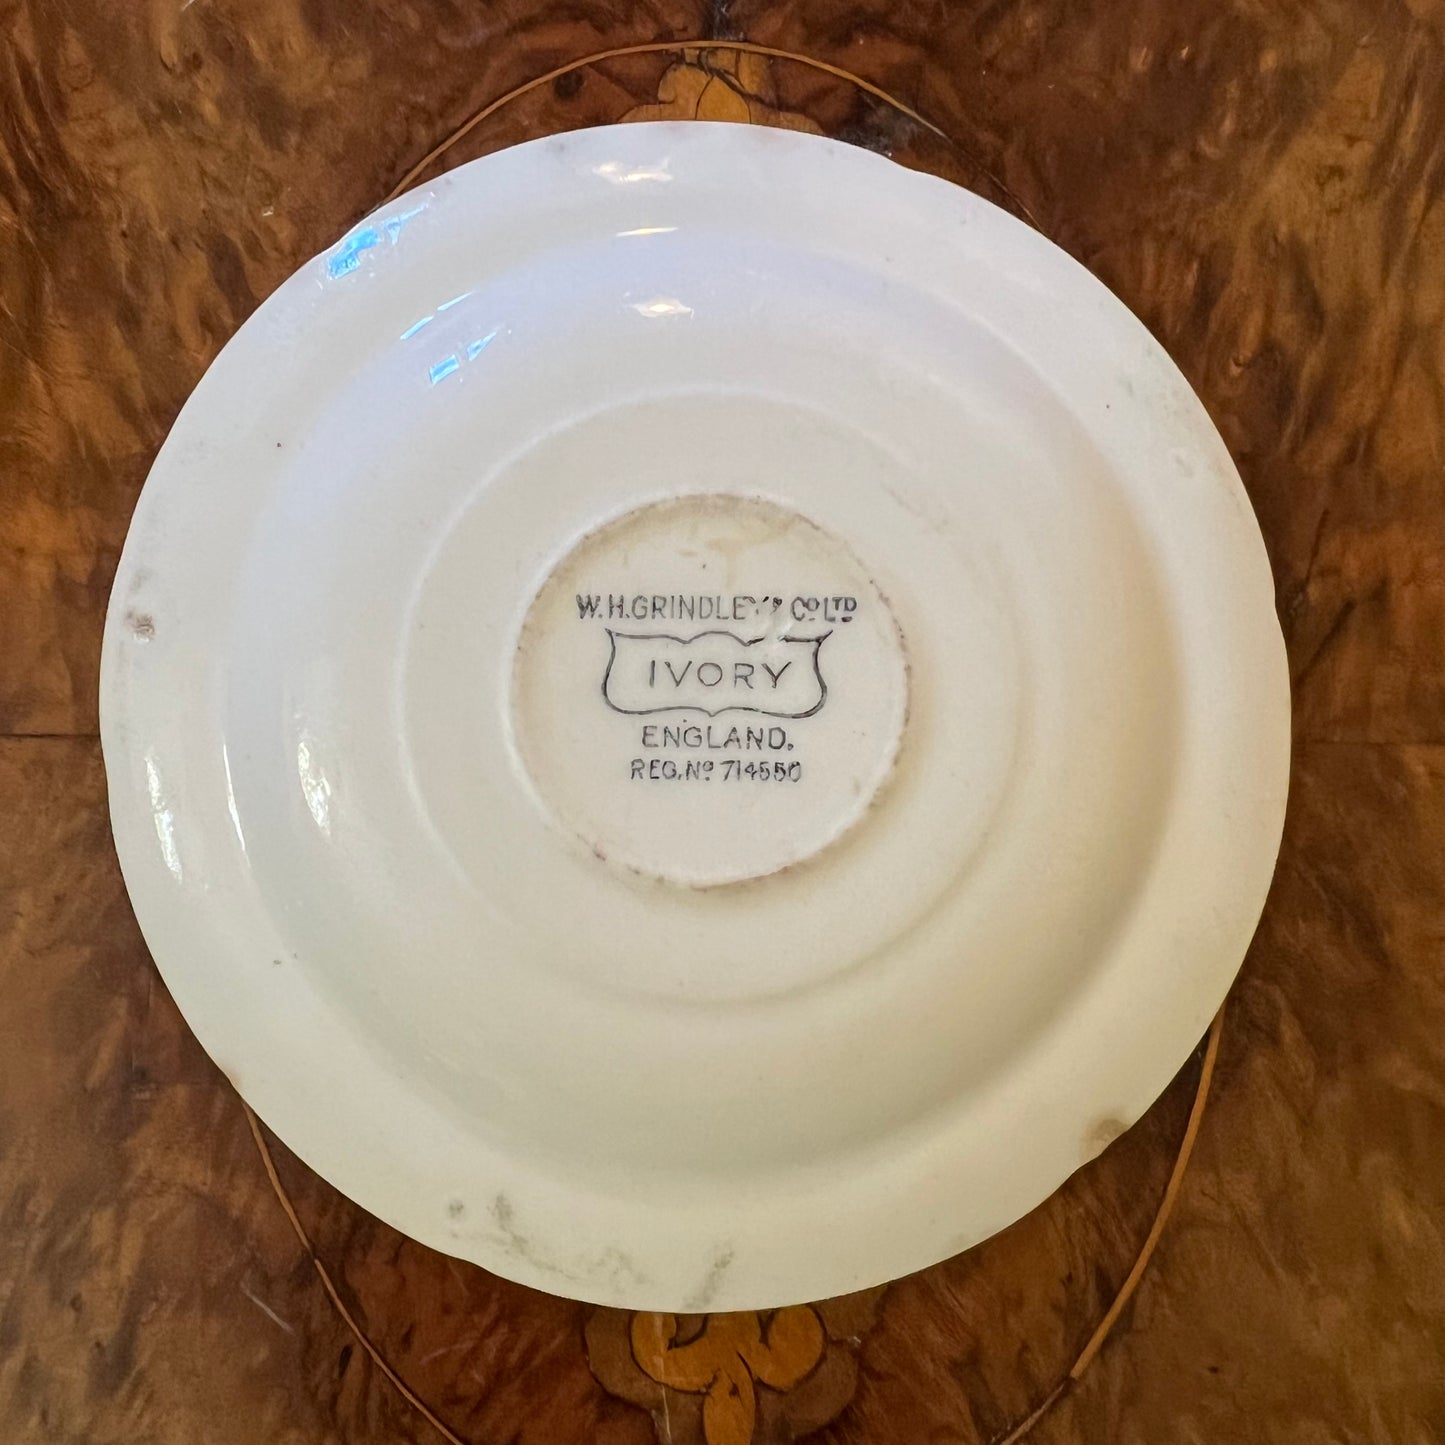 W.H.GRINDLEY & Cº LTD
IVORY
ENGLAND.
REG. Nº 714550